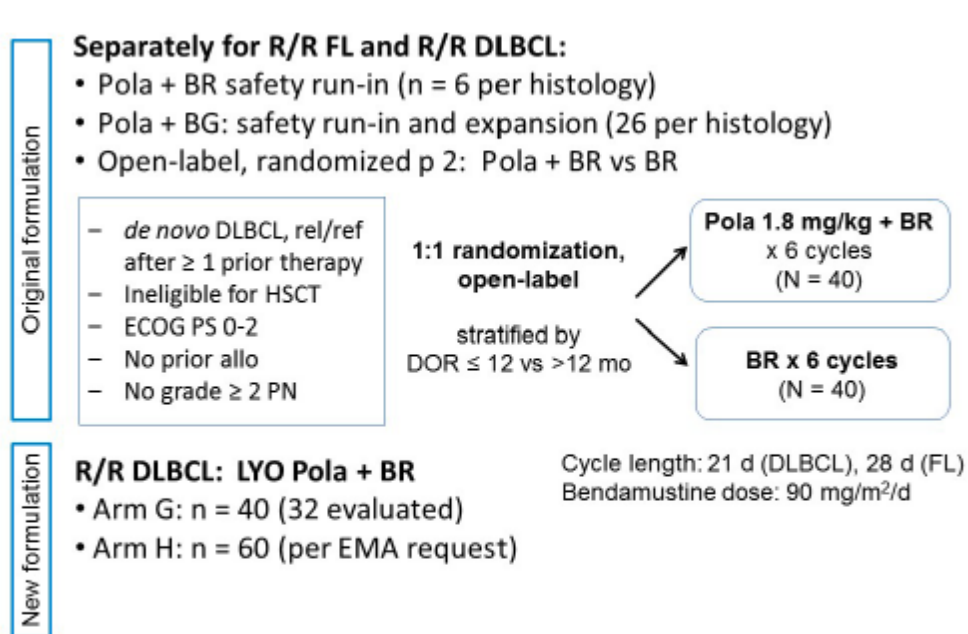 Original formulation
Separately for R/R FL and R/R DLBCL:
• Pola + BR safety run-in (n = 6 per histology)
• Pola + BG: safety run-in and expansion (26 per histology)
• Open-label, randomized p 2:  Pola + BR vs BR
– de novo DLBCL, rel/ref
after ≥ 1 prior therapy
– Ineligible for HSCT
– ECOG PS 0-2
– No prior allo
– No grade ≥ 2 PN
1:1 randomization,
open-label
stratified by
DOR ≤ 12 vs >12 mo
Pola 1.8 mg/kg + BR
x 6 cycles
(N = 40)
BR x 6 cycles
(N = 40)
New formulation
R/R DLBCL:  LYO Pola + BR
• Arm G: n = 40 (32 evaluated)
• Arm H: n = 60 (per EMA request)
Cycle length: 21 d (DLBCL), 28 d (FL)
Bendamustine dose: 90 mg/m²/d